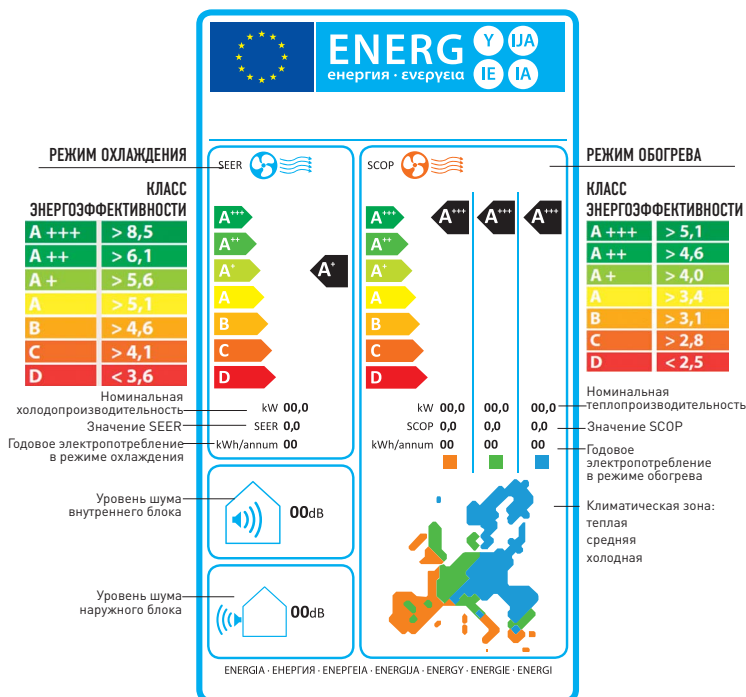 ENERG
енергия · ενεργεια
Y IJA
IE IA
РЕЖИМ ОХЛАЖДЕНИЯ
КЛАСС
ЭНЕРГОЭФФЕКТИВНОСТИ
A +++ > 8,5
A ++ > 6,1
A + > 5,6
A > 5,1
B > 4,6
C > 4,1
D < 3,6
Номинальная
холодопроизводительность
Значение SEER
Годовое электропотребление
в режиме охлаждения
Уровень шума
внутреннего блока
Уровень шума
наружного блока
SEER
A+++
A++
A+
A
B
C
D
A+
kW 00,0
SEER 0,0
kWh/annum 00
00dB
00dB
SCOP
A+++
A++
A+
A
B
C
D
A+++ A+++ A+++
kW 00,0 00,0 00,0
SCOP 0,0 0,0 0,0
kWh/annum 00 00 00
РЕЖИМ ОБОГРЕВА
КЛАСС
ЭНЕРГОЭФФЕКТИВНОСТИ
A +++ > 5,1
A ++ > 4,6
A + > 4,0
A > 3,4
B > 3,1
C > 2,8
D < 2,5
Номинальная
теплопроизводительность
Значение SCOP
Годовое
электропотребление
в режиме обогрева
Климатическая зона:
теплая
средняя
холодная
ENERGIA · ЕНЕРГИЯ · ΕΝΕΡΓΕΙΑ · ENERGIJA · ENERGY · ENERGIE · ENERGI